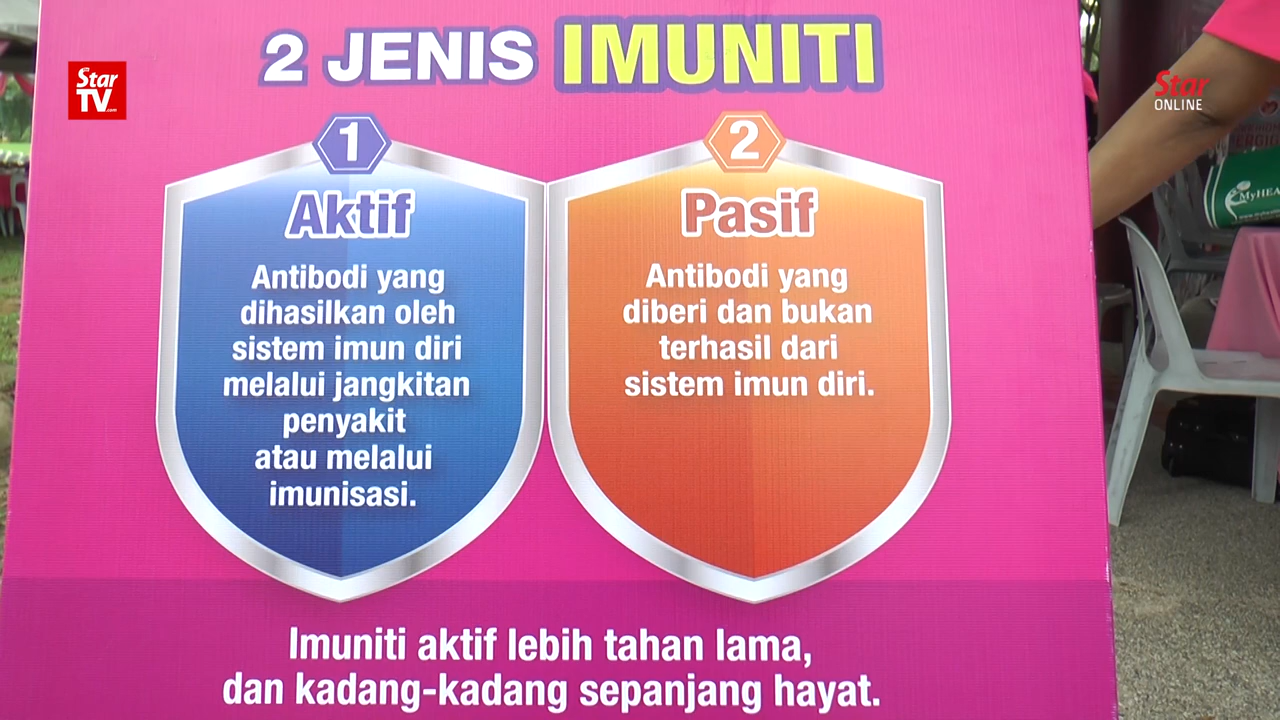 2 JENIS IMUNITI
Star
TV.com
Star
ONLINE
1
Aktif
Antibodi yang
dihasilkan oleh
sistem imun diri
melalui jangkitan
penyakit
atau melalui
imunisasi.
2
Pasif
Antibodi yang
diberi dan bukan
terhasil dari
sistem imun diri.
Imuniti aktif lebih tahan lama,
dan kadang-kadang sepanjang hayat.